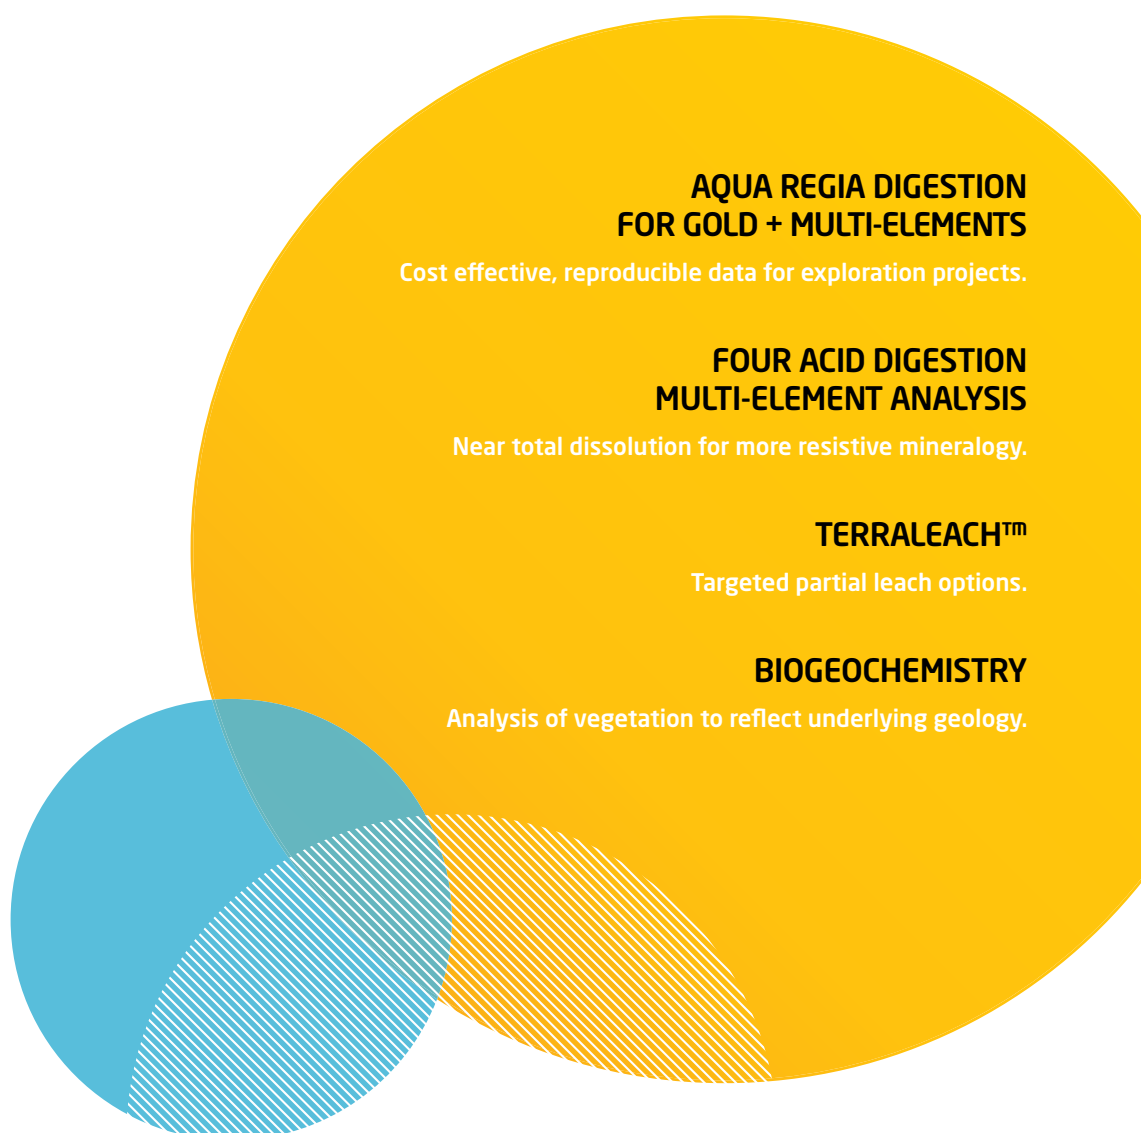 AQUA REGIA DIGESTION
FOR GOLD + MULTI-ELEMENTS
Cost effective, reproducible data for exploration projects.
FOUR ACID DIGESTION
MULTI-ELEMENT ANALYSIS
Near total dissolution for more resistive mineralogy.
TERRALEACH™
Targeted partial leach options.
BIOGEOCHEMISTRY
Analysis of vegetation to reflect underlying geology.